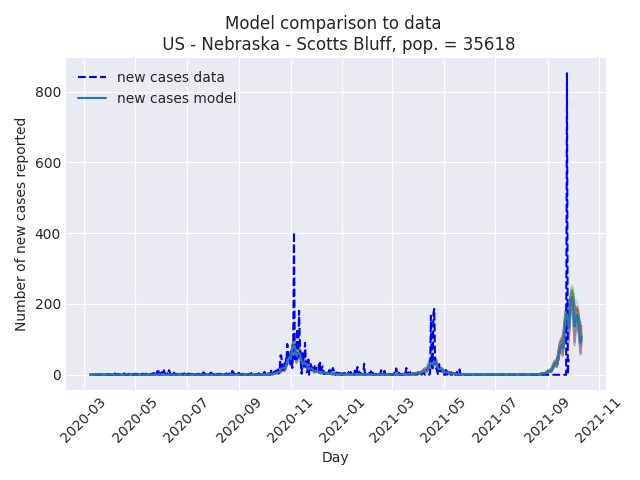 Model comparison to data
US - Nebraska - Scotts Bluff, pop. = 35618
new cases data
new cases model
Number of new cases reported
800
600
400
200
0
2020-03
2020-05
2020-07
2020-09
2020-11
2021-01
2021-03
2021-05
2021-07
2021-09
2021-11
Day